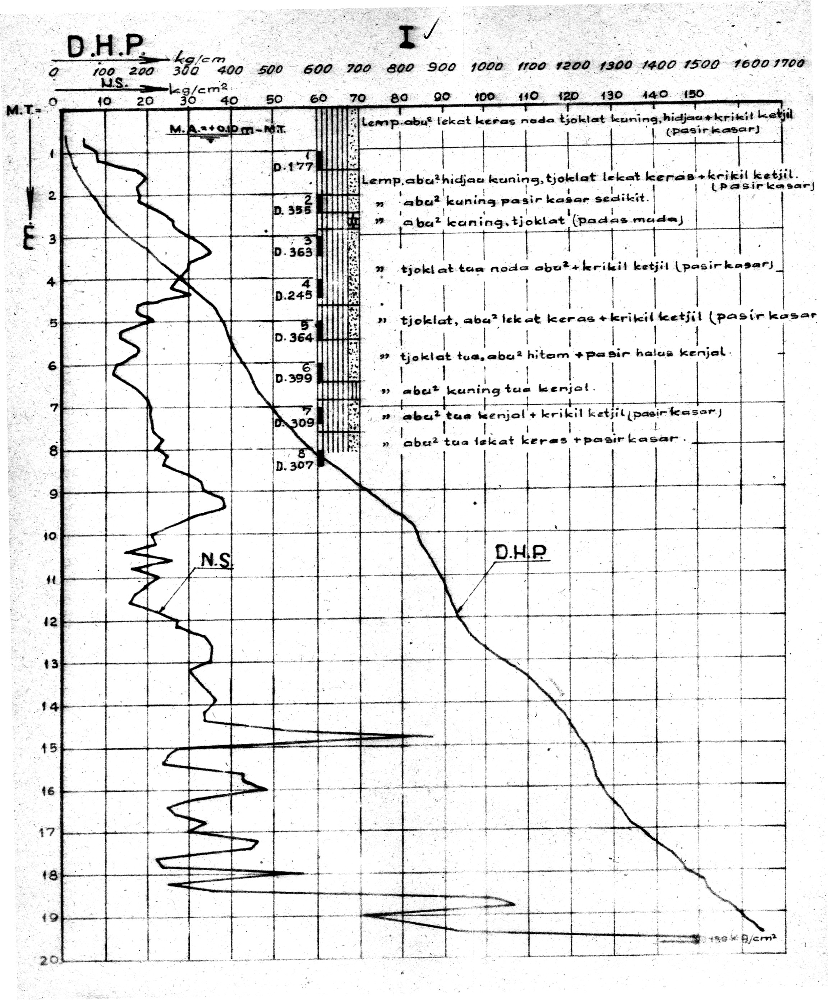 I ✓
D.H.P.
kg/cm
0 100 200 300 400 500 600 700 800 900 1000 1100 1200 1300 1400 1500 1600 1700
N.S.
kg/cm²
0 10 20 30 40 50 60 70 80 90 100 110 120 130 140 150
M.T.=
Lemp. abu² lekat keras noda tjoklat kuning, hidjau + krikil ketjil
(pasir kasar)
M.A. = + 0.10 m - M.T.
1
1
D. 177
Lemp. abu² hidjau kuning, tjoklat lekat keras + krikil ketjil.
(pasir kasar)
2
2
D. 355
" abu² kuning pasir kasar sedikit.
" abu² kuning, tjoklat (padas muda)
m
3
3
D. 363
" tjoklat tua noda abu² + krikil ketjil (pasir kasar)
4
4
D. 245
" tjoklat, abu² lekat keras + krikil ketjil (pasir kasar
5
5
D. 364
" tjoklat tua, abu² hitam + pasir halus kenjal.
6
6
D. 399
" abu² kuning tua kenjal.
7
7
D. 309
" abu² tua kenjal + krikil ketjil (pasir kasar)
" abu² tua lekat keras + pasir kasar.
8
8
D. 307
9
10
N.S.
D.H.P.
11
12
13
14
15
16
17
18
19
kg/cm²
20